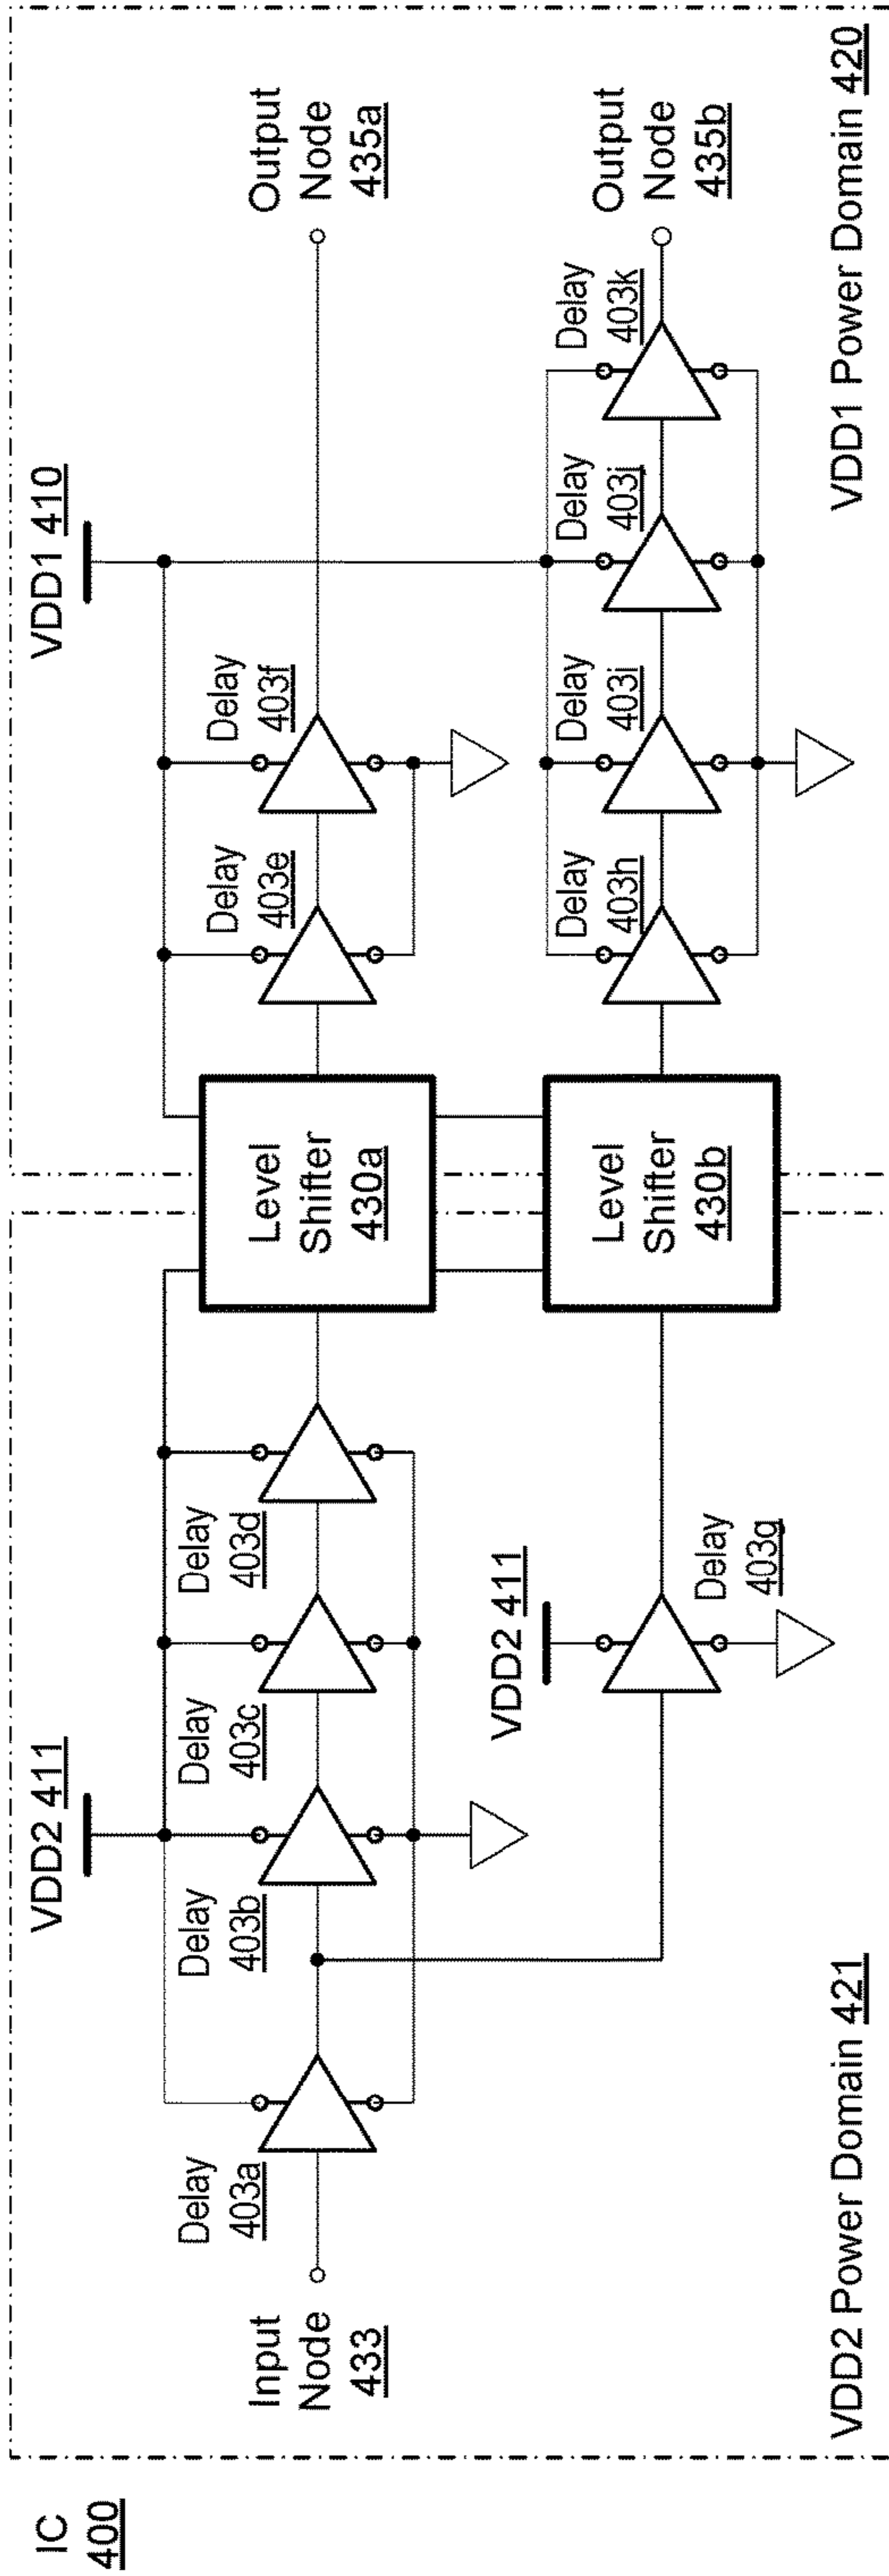 IC
400
VDD2 411
VDD1 410
Input
Node
433
Delay
403a
Delay
403b
Delay
403c
Delay
403d
Level
Shifter
430a
Delay
403e
Delay
403f
Output
Node
435a
VDD2 411
Delay
403g
Level
Shifter
430b
Delay
403h
Delay
403i
Delay
403j
Delay
403k
Output
Node
435b
VDD2 Power Domain 421
VDD1 Power Domain 420